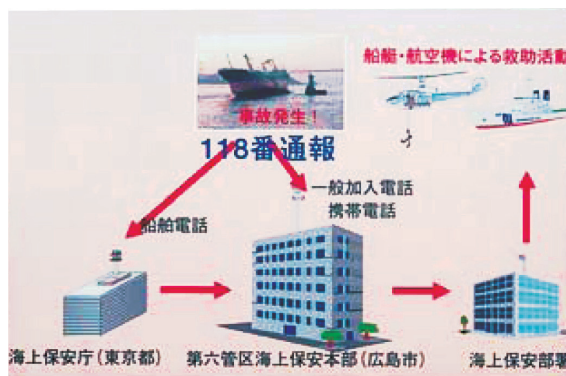 船艇・航空機による救助活動
事故発生!
118番通報
一般加入電話
携帯電話
船舶電話
海上保安庁(東京都)
第六管区海上保安本部(広島市)
海上保安部署